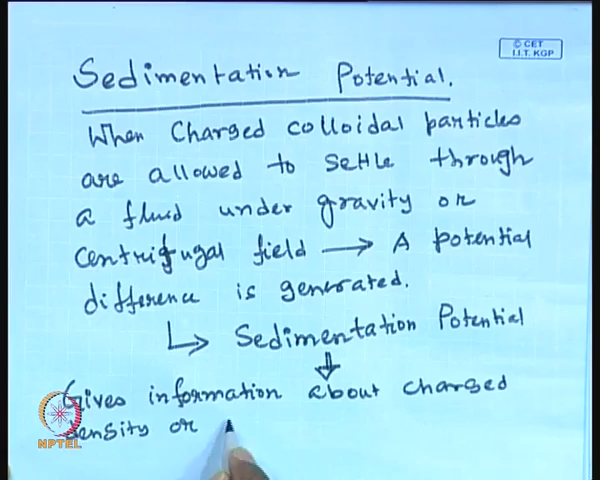 © CET
I.I.T. KGP
Sedimentation Potential.
When Charged colloidal particles
are allowed to settle through
a fluid under gravity or
centrifugal field → A potential
difference is generated.
↳ Sedimentation Potential
⇓
Gives information about charged
density or
NPTEL